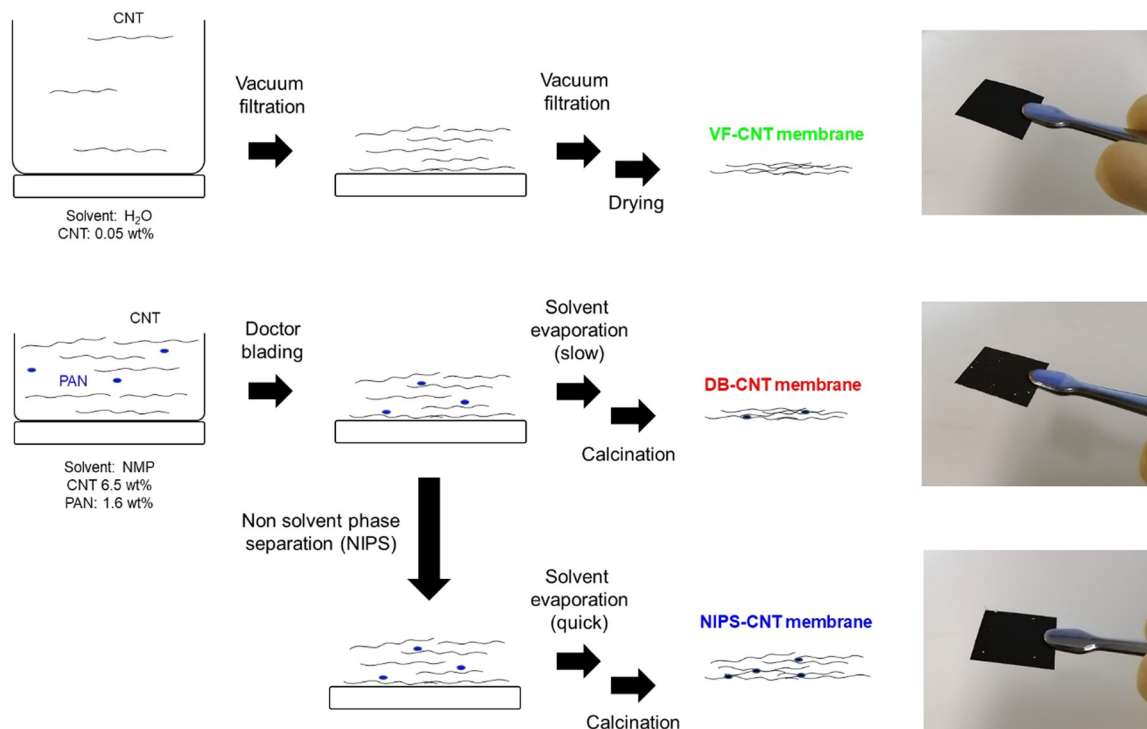 CNT
Vacuum
filtration
Vacuum
filtration
Drying
VF-CNT membrane
Solvent: H₂O
CNT: 0.05 wt%
CNT
PAN
Doctor
blading
Solvent
evaporation
(slow)
Calcination
DB-CNT membrane
Solvent: NMP
CNT 6.5 wt%
PAN: 1.6 wt%
Non solvent phase
separation (NIPS)
Solvent
evaporation
(quick)
Calcination
NIPS-CNT membrane